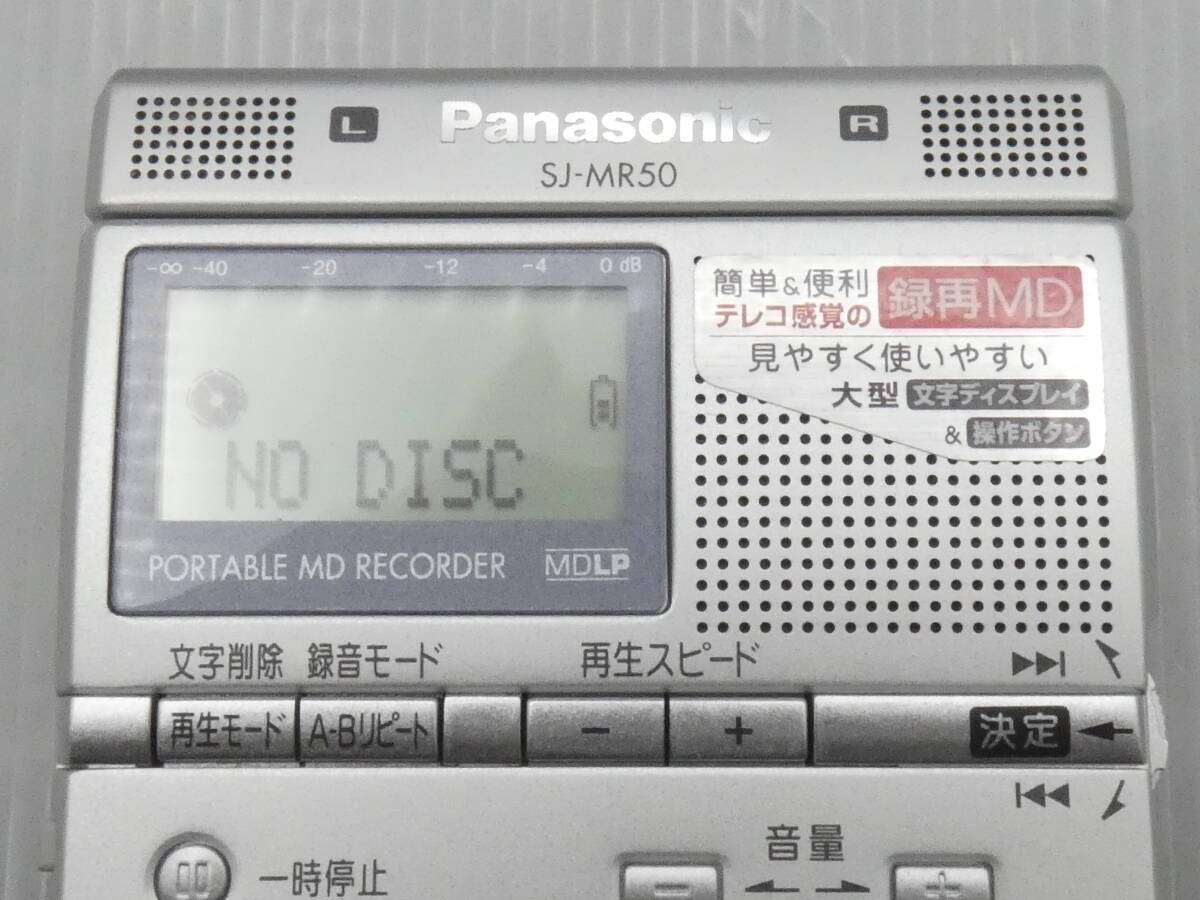 L Panasonic R
SJ-MR50
-∞ -40 -20 -12 -4 0 dB
NO DISC
PORTABLE MD RECORDER MDLP
簡単&便利
テレコ感覚の
録再MD
見やすく使いやすい
大型 文字ディスプレイ
& 操作ボタン
文字削除 録音モード 再生スピード
再生モード A-Bリピート - + 決定
音量
一時停止
- +